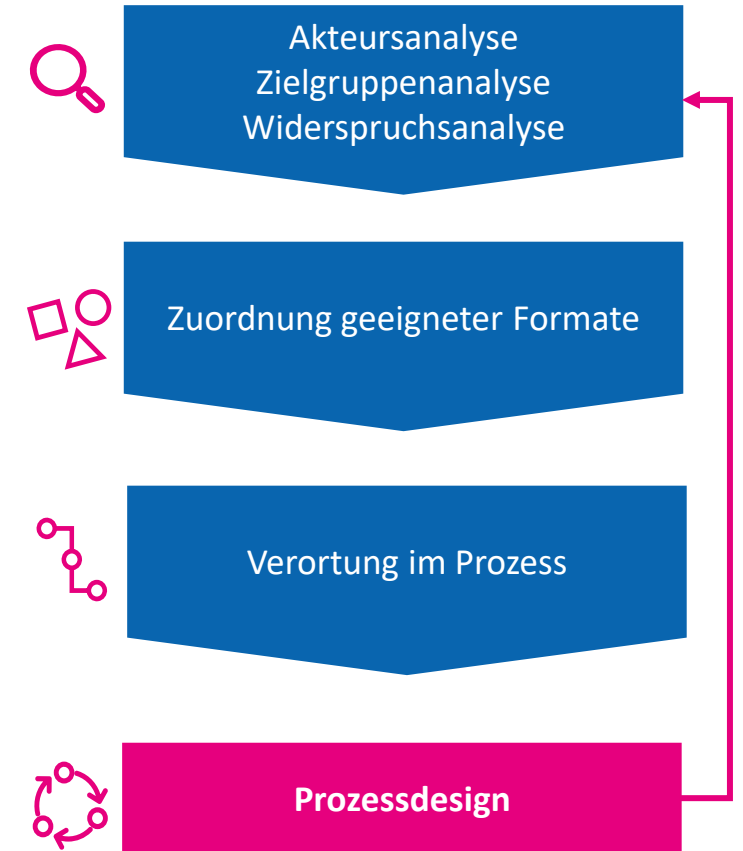 Akteursanalyse
Zielgruppenanalyse
Widerspruchsanalyse
Zuordnung geeigneter Formate
Verortung im Prozess
Prozessdesign